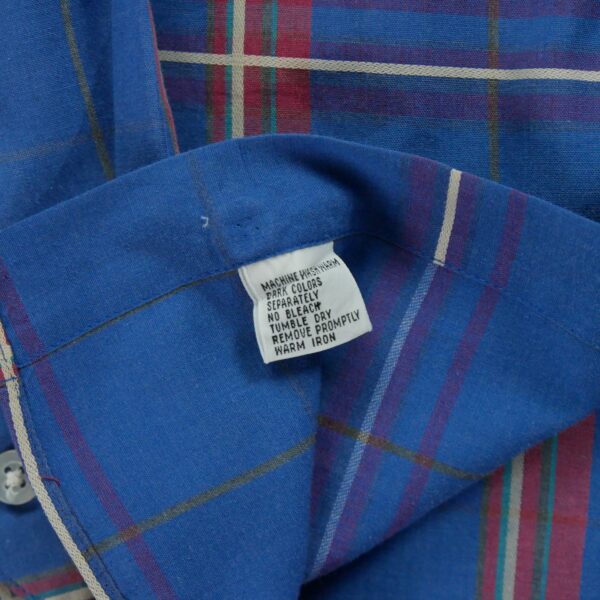 MACHINE WASH WARM
DARK COLORS
SEPARATELY
NO BLEACH
TUMBLE DRY
REMOVE PROMPTLY
WARM IRON